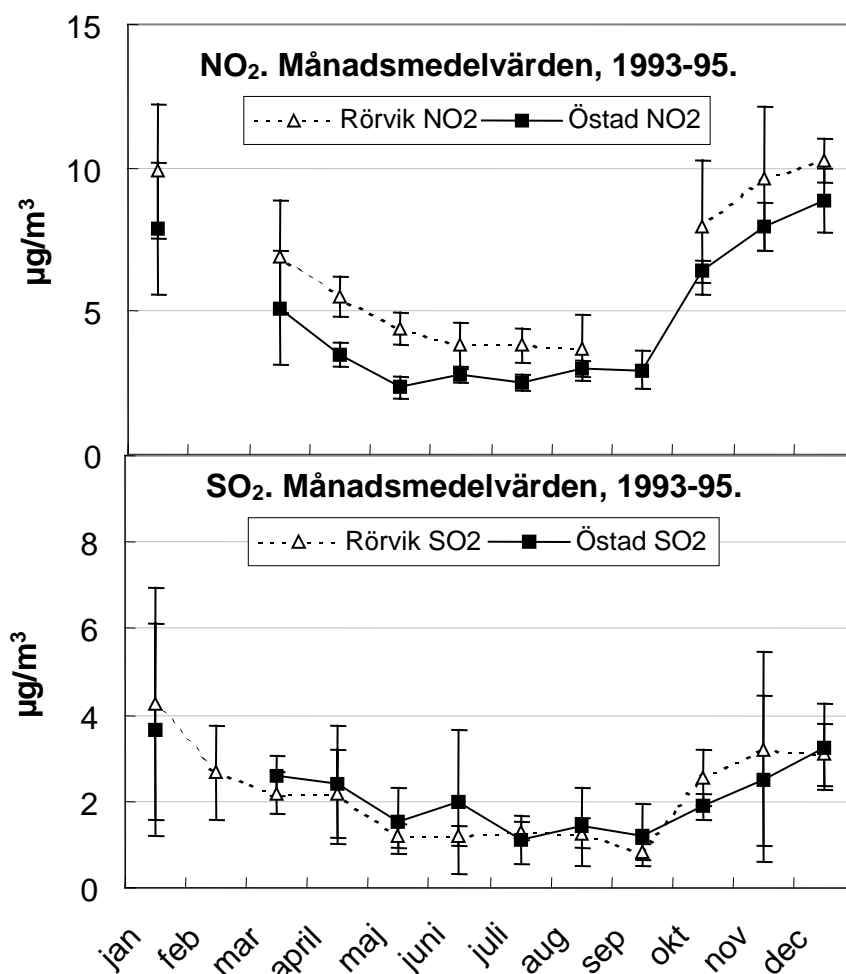 15
NO₂. Månadsmedelvärden, 1993-95.
Rörvik NO2 Östad NO2
10
µg/m³
5
0
SO₂. Månadsmedelvärden, 1993-95.
Rörvik SO2 Östad SO2
8
6
µg/m³
4
2
0
jan feb mar april maj juni juli aug sep okt nov dec